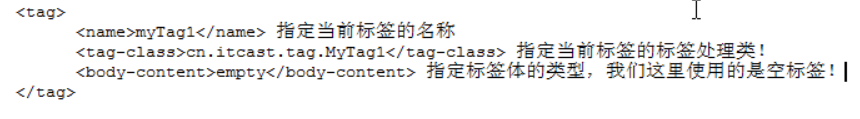 <tag>
<name>myTag1</name> 指定当前标签的名称
<tag-class>cn.itcast.tag.MyTag1</tag-class> 指定当前标签的标签处理类！
<body-content>empty</body-content> 指定标签体的类型，我们这里使用的是空标签！
</tag>